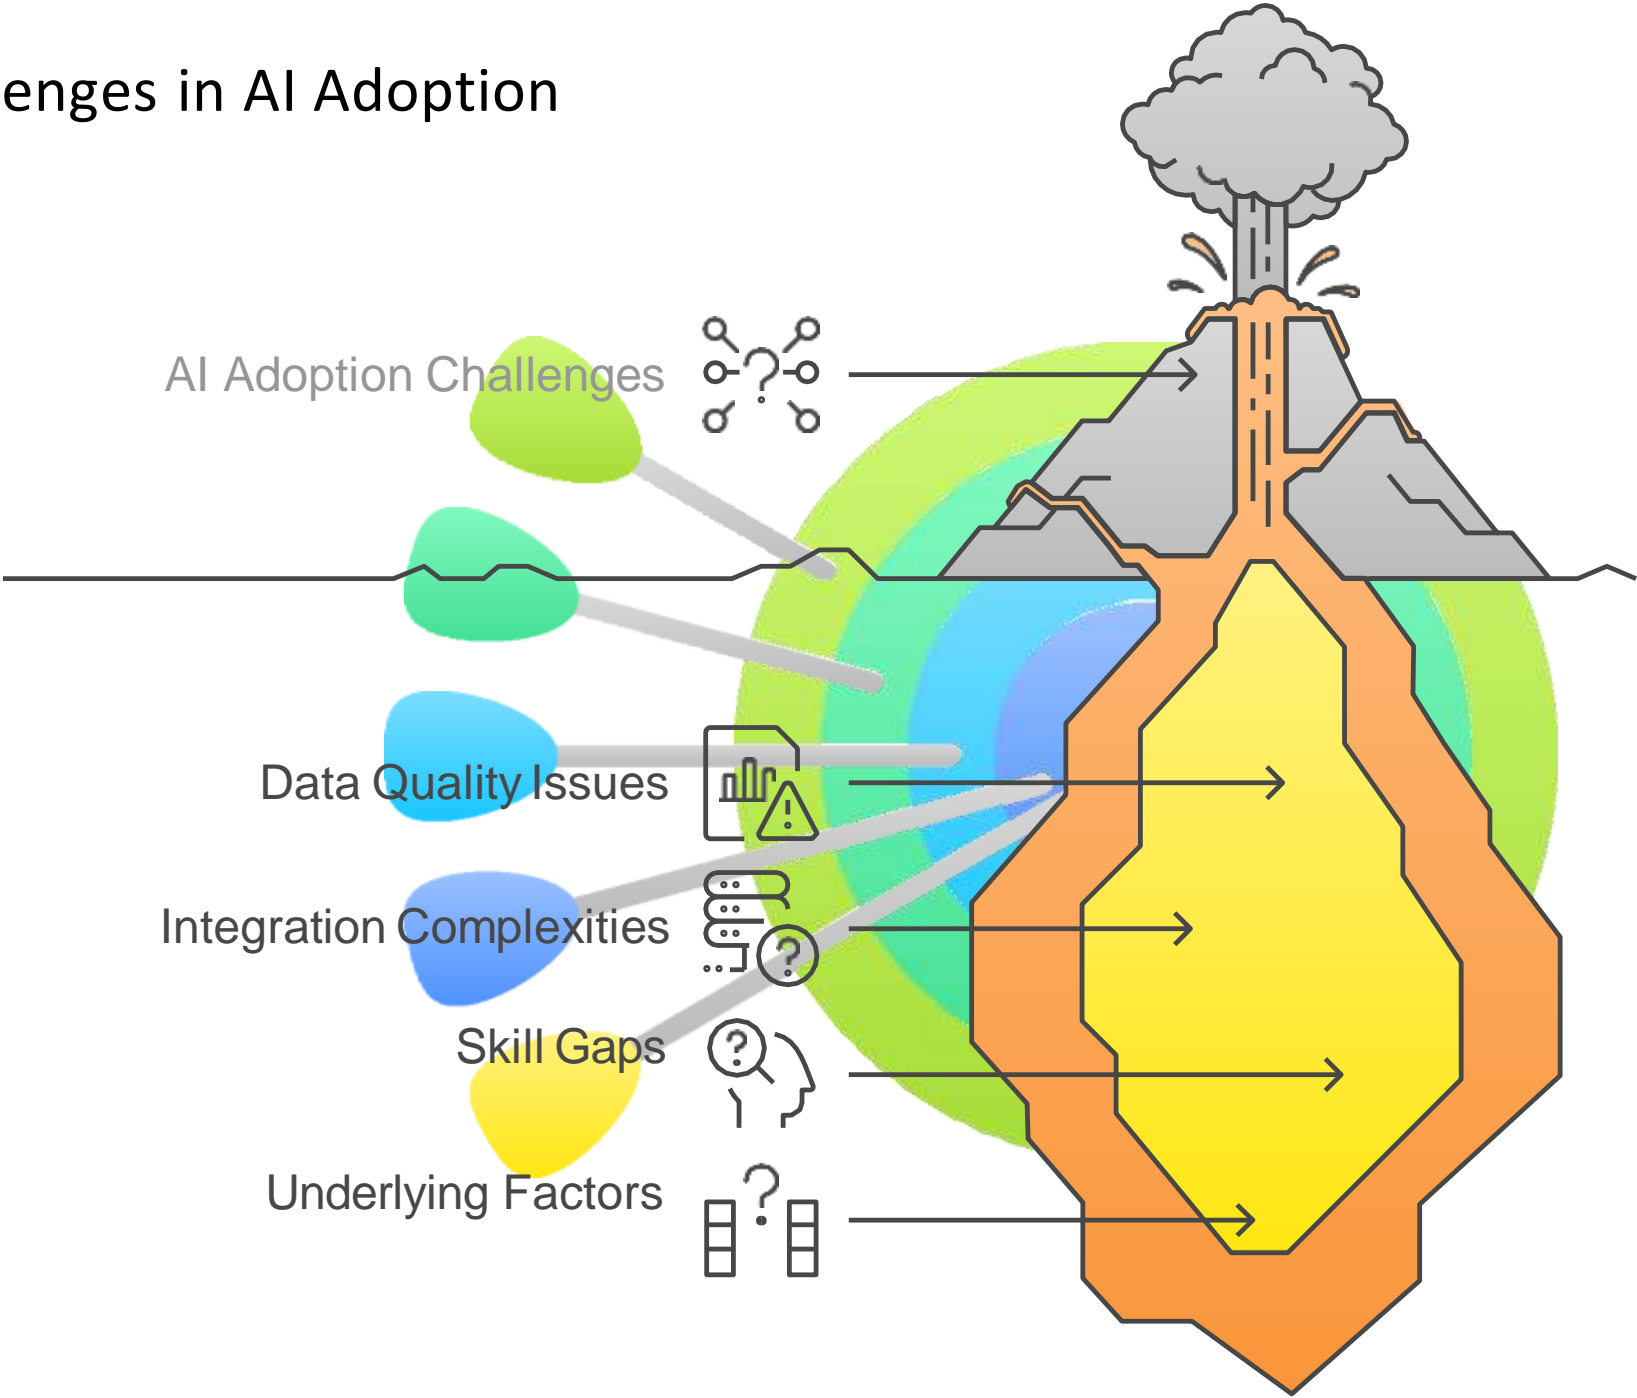 enges in AI Adoption
AI Adoption Challenges
Data Quality Issues
Integration Complexities
Skill Gaps
Underlying Factors